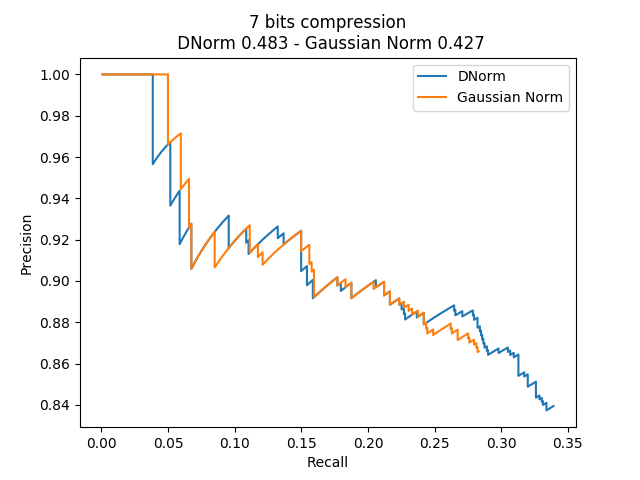 7 bits compression
DNorm 0.483 - Gaussian Norm 0.427
DNorm
Gaussian Norm
1.00
0.98
0.96
0.94
0.92
0.90
0.88
0.86
0.84
Precision
0.00 0.05 0.10 0.15 0.20 0.25 0.30 0.35
Recall